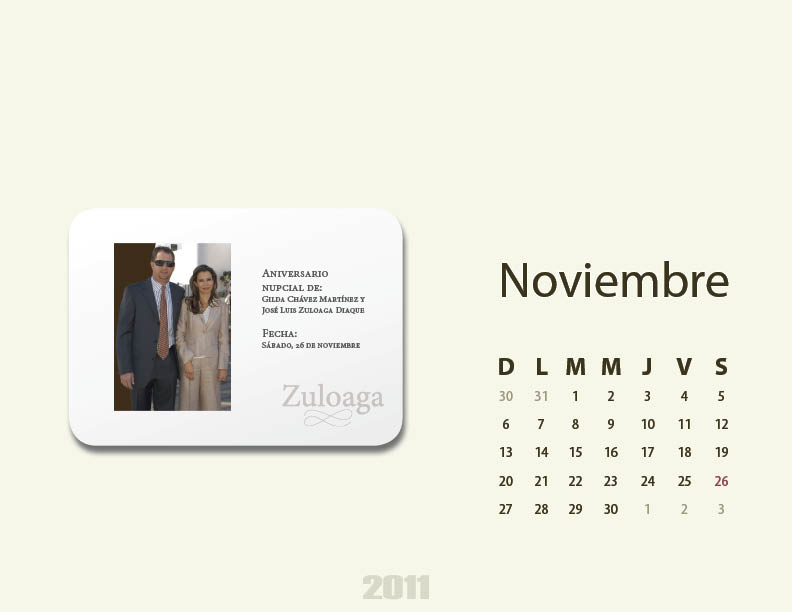 Aniversario
nupcial de:
Gilda Chávez Martínez y
José Luis Zuloaga Diaque
Fecha:
Sábado, 26 de noviembre
Zuloaga
Noviembre
D L M M J V S
30 31 1 2 3 4 5
6 7 8 9 10 11 12
13 14 15 16 17 18 19
20 21 22 23 24 25 26
27 28 29 30 1 2 3
2011